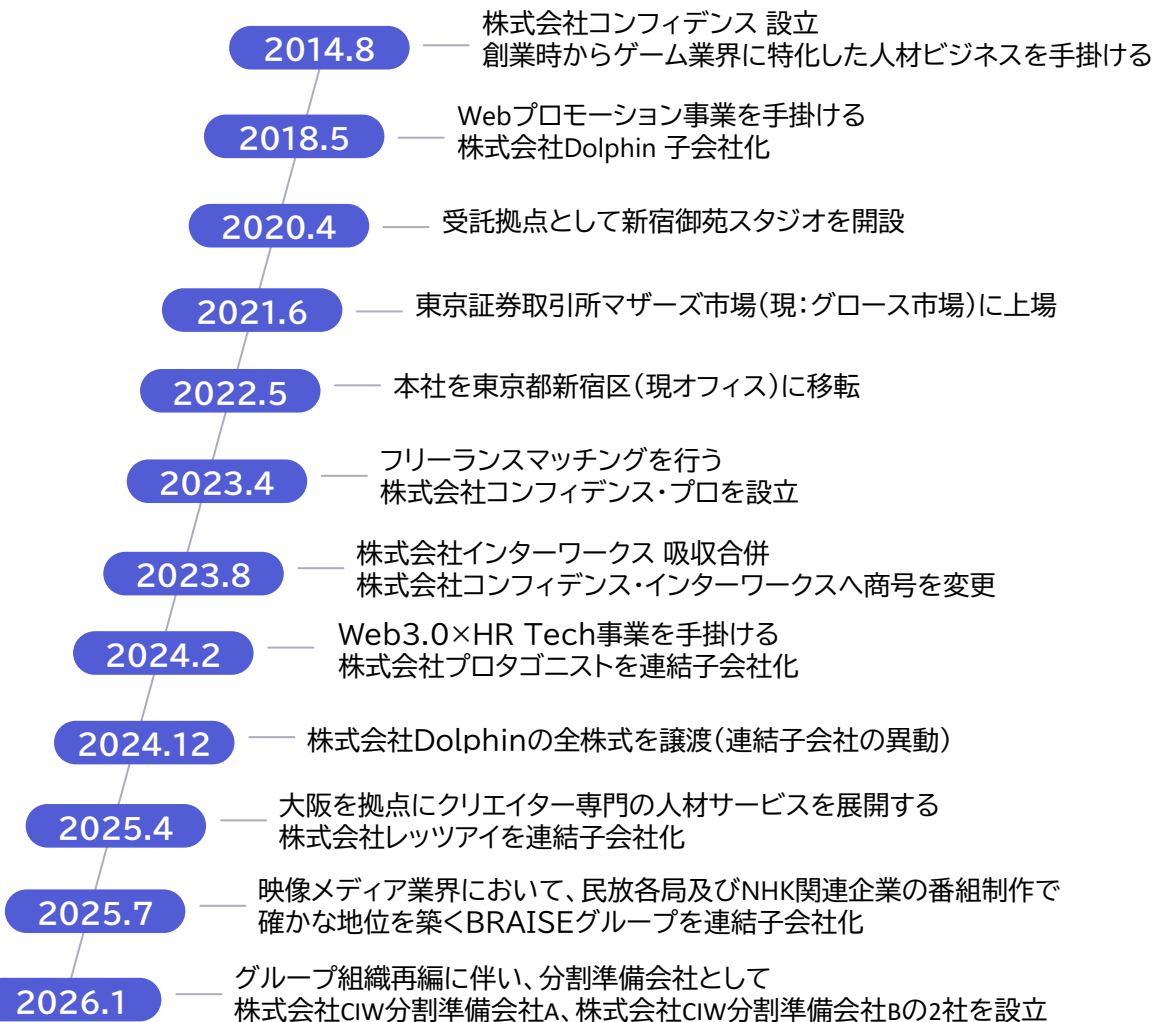 2014.8
株式会社コンフィデンス 設立
創業時からゲーム業界に特化した人材ビジネスを手掛ける
2018.5
Webプロモーション事業を手掛ける
株式会社Dolphin 子会社化
2020.4
受託拠点として新宿御苑スタジオを開設
2021.6
東京証券取引所マザーズ市場(現:グロース市場)に上場
2022.5
本社を東京都新宿区(現オフィス)に移転
2023.4
フリーランスマッチングを行う
株式会社コンフィデンス・プロを設立
2023.8
株式会社インターワークス 吸収合併
株式会社コンフィデンス・インターワークスへ商号を変更
2024.2
Web3.0×HR Tech事業を手掛ける
株式会社プロタゴニストを連結子会社化
2024.12
株式会社Dolphinの全株式を譲渡(連結子会社の異動)
2025.4
大阪を拠点にクリエイター専門の人材サービスを展開する
株式会社レッツアイを連結子会社化
2025.7
映像メディア業界において、民放各局及びNHK関連企業の番組制作で
確かな地位を築くBRAISEグループを連結子会社化
2026.1
グループ組織再編に伴い、分割準備会社として
株式会社CIW分割準備会社A、株式会社CIW分割準備会社Bの2社を設立